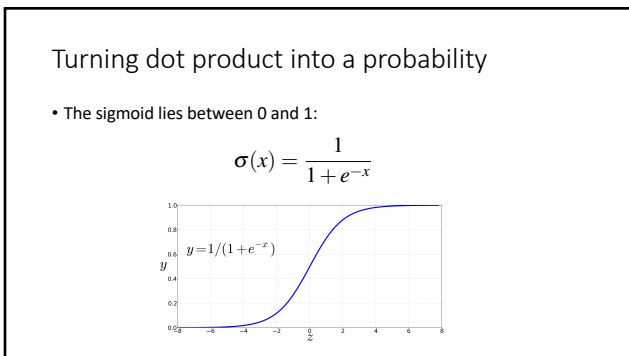 Turning dot product into a probability
• The sigmoid lies between 0 and 1:
σ(x) = 1 / (1 + e^{-x})
1.0
0.8
y=1/(1+e^{-x})
0.6
y
0.4
0.2
0.0
-8 -6 -4 -2 0 2 4 6 8
z